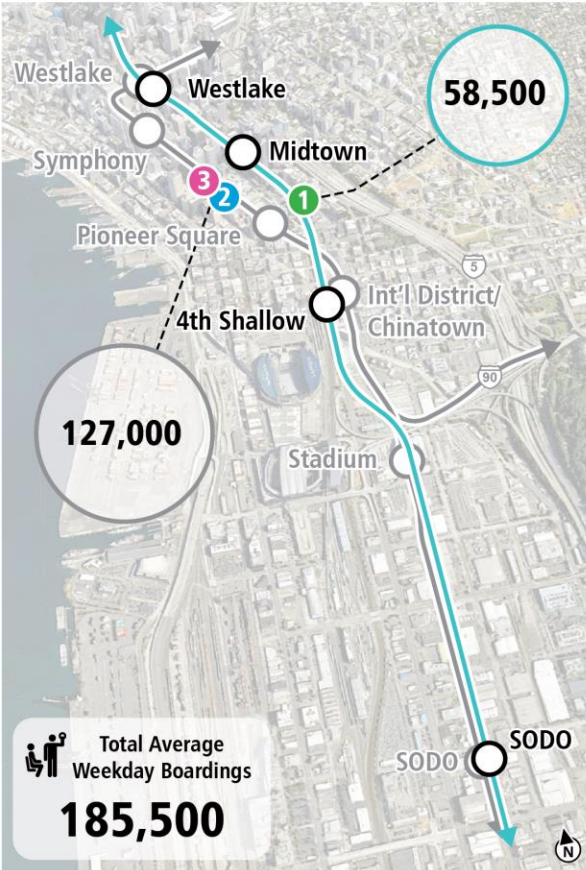 Westlake
Westlake
58,500
Symphony
Midtown
3
2
1
Pioneer Square
5
Int'l District/
Chinatown
4th Shallow
90
127,000
Stadium
Total Average
Weekday Boardings
185,500
SODO
SODO
N